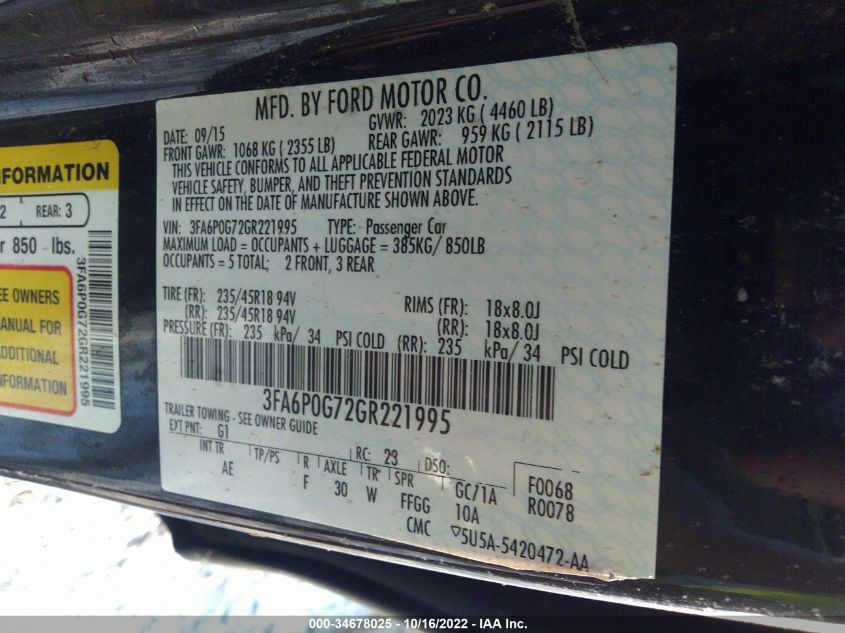 MFD. BY FORD MOTOR CO.
DATE: 09/15 GVWR: 2023 KG ( 4460 LB)
FRONT GAWR: 1068 KG ( 2355 LB) REAR GAWR: 959 KG ( 2115 LB)
THIS VEHICLE CONFORMS TO ALL APPLICABLE FEDERAL MOTOR
VEHICLE SAFETY, BUMPER, AND THEFT PREVENTION STANDARDS
IN EFFECT ON THE DATE OF MANUFACTURE SHOWN ABOVE.
VIN: 3FA6P0G72GR221995 TYPE: Passenger Car
MAXIMUM LOAD = OCCUPANTS + LUGGAGE = 385KG/ 850LB
OCCUPANTS = 5 TOTAL; 2 FRONT, 3 REAR
TIRE (FR): 235/45R18 94V RIMS (FR): 18x8.0J
(RR): 235/45R18 94V (RR): 18x8.0J
PRESSURE (FR): 235 kPa/ 34 PSI COLD (RR): 235 kPa/ 34 PSI COLD
3FA6P0G72GR221995
TRAILER TOWING - SEE OWNER GUIDE
EXT PNT: G1 RC: 23 DSO:
INT TR TP/PS R AXLE TR SPR GC/1A F0068
AE F 30 W FFGG 10A R0078
CMC ▽5U5A-5420472-AA
NFORMATION
2 REAR: 3
r 850 - lbs.
EE OWNERS
ANUAL FOR
ADDITIONAL
NFORMATION
3FA6P0G72GR221995
000-34678025 - 10/16/2022 - IAA Inc.